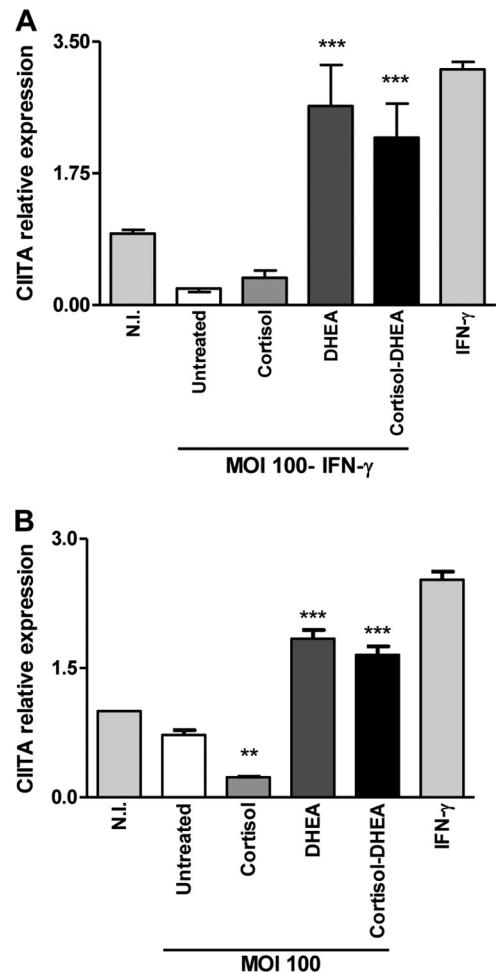 A
CIITA relative expression
3.50
1.75
0.00
***
***
N.I.
Untreated
Cortisol
DHEA
Cortisol-DHEA
IFN-γ
MOI 100- IFN-γ
B
CIITA relative expression
3.0
1.5
0.0
**
***
***
N.I.
Untreated
Cortisol
DHEA
Cortisol-DHEA
IFN-γ
MOI 100